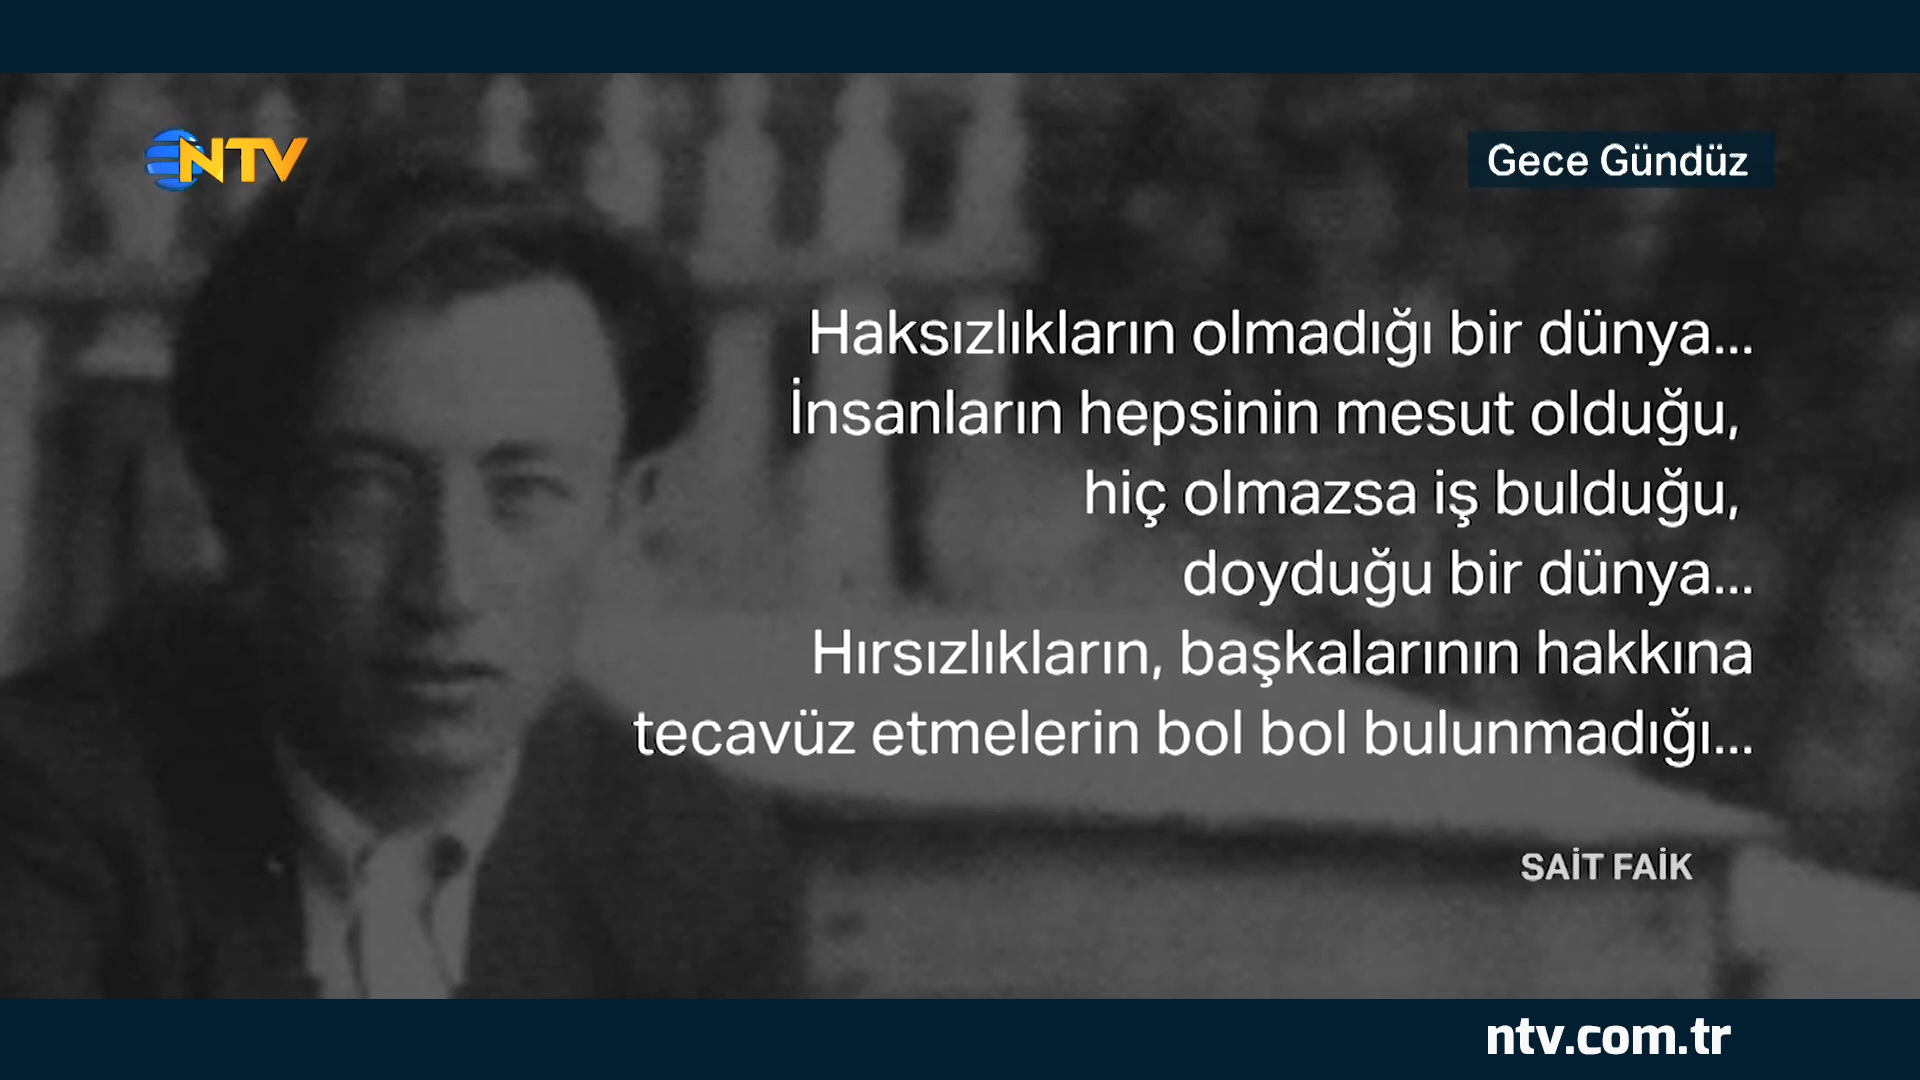 NTV
Gece Gündüz
Haksızlıkların olmadığı bir dünya...
İnsanların hepsinin mesut olduğu,
hiç olmazsa iş bulduğu,
doyduğu bir dünya...
Hırsızlıkların, başkalarının hakkına
tecavüz etmelerin bol bol bulunmadığı...
SAİT FAİK
ntv.com.tr